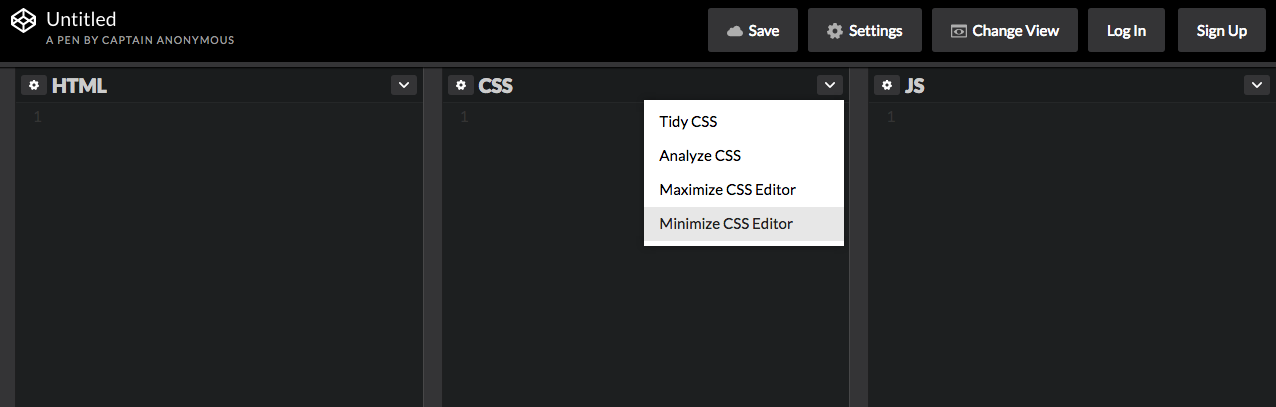 Untitled
A PEN BY CAPTAIN ANONYMOUS
Save
Settings
Change View
Log In
Sign Up
HTML
1
CSS
1
Tidy CSS
Analyze CSS
Maximize CSS Editor
Minimize CSS Editor
JS
1